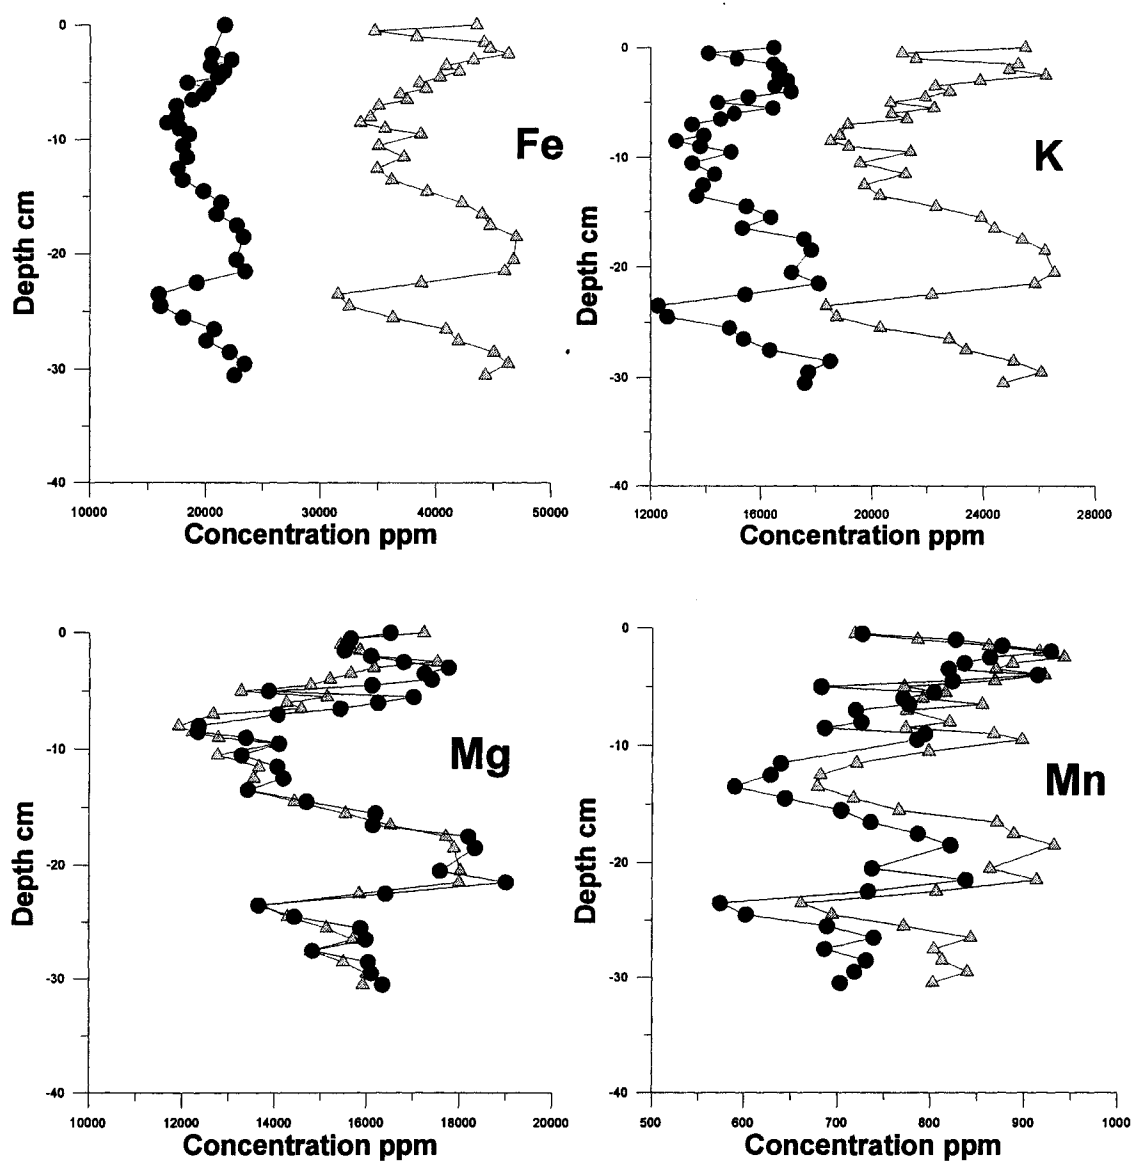 0
-10
-20
-30
-40
Depth cm
Fe
10000 20000 30000 40000 50000
Concentration ppm
0
-10
-20
-30
-40
Depth cm
K
12000 16000 20000 24000 28000
Concentration ppm
0
-10
-20
-30
-40
Depth cm
Mg
10000 12000 14000 16000 18000 20000
Concentration ppm
0
-10
-20
-30
-40
Depth cm
Mn
500 600 700 800 900 1000
Concentration ppm